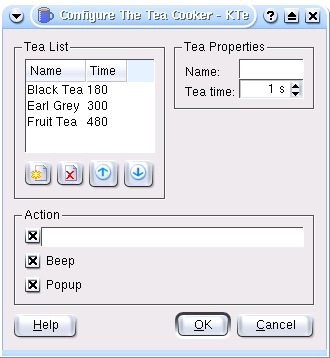 Configure The Tea Cooker - KTe
Tea List
Name Time
Black Tea 180
Earl Grey 300
Fruit Tea 480
Tea Properties
Name:
Tea time: 1 s
Action
Beep
Popup
Help OK Cancel